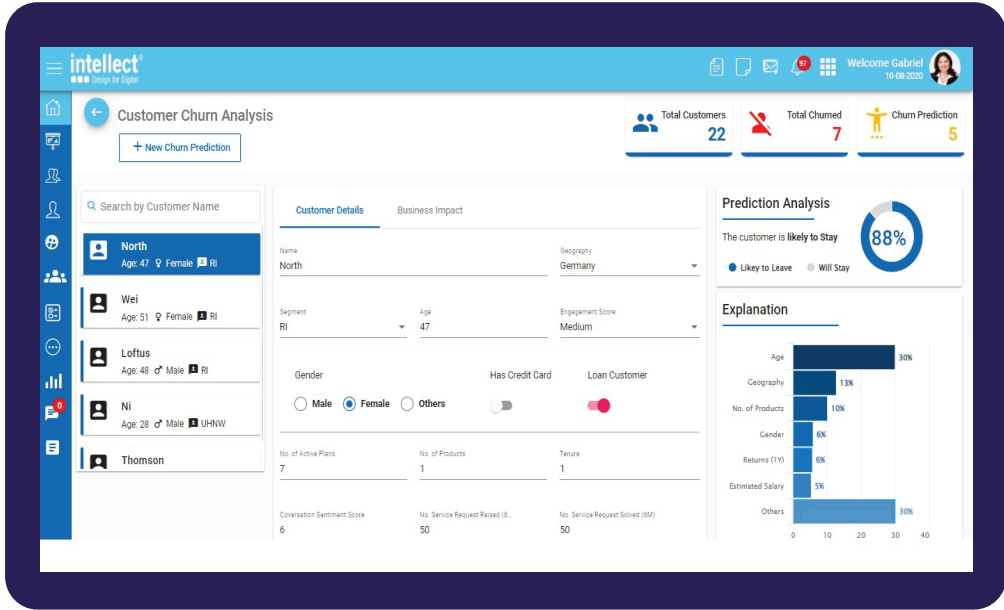 intellect®
Design for Digital
97
Welcome Gabriel
10-08-2020
Customer Churn Analysis
+ New Churn Prediction
Total Customers
22
Total Churned
7
Churn Prediction
5
Search by Customer Name
North
Age: 47 Female RI
Wei
Age: 51 Female RI
Loftus
Age: 48 Male RI
Ni
Age: 28 Male UHNW
Thomson
0
Customer Details Business Impact
Name
North
Geography
Germany
Segment
RI
Age
47
Engagement Score
Medium
Gender
Male Female Others
Has Credit Card
Loan Customer
No. of Active Plans
7
No. of Products
1
Tenure
1
Coversation Sentiment Score
6
No. Service Request Raised (6...
50
No. Service Request Solved (6M)
50
Prediction Analysis
The customer is likely to Stay
88%
Likey to Leave Will Stay
Explanation
Age 30%
Geography 13%
No. of Products 10%
Gender 6%
Returns (1Y) 6%
Estimated Salary 5%
Others 30%
0 10 20 30 40